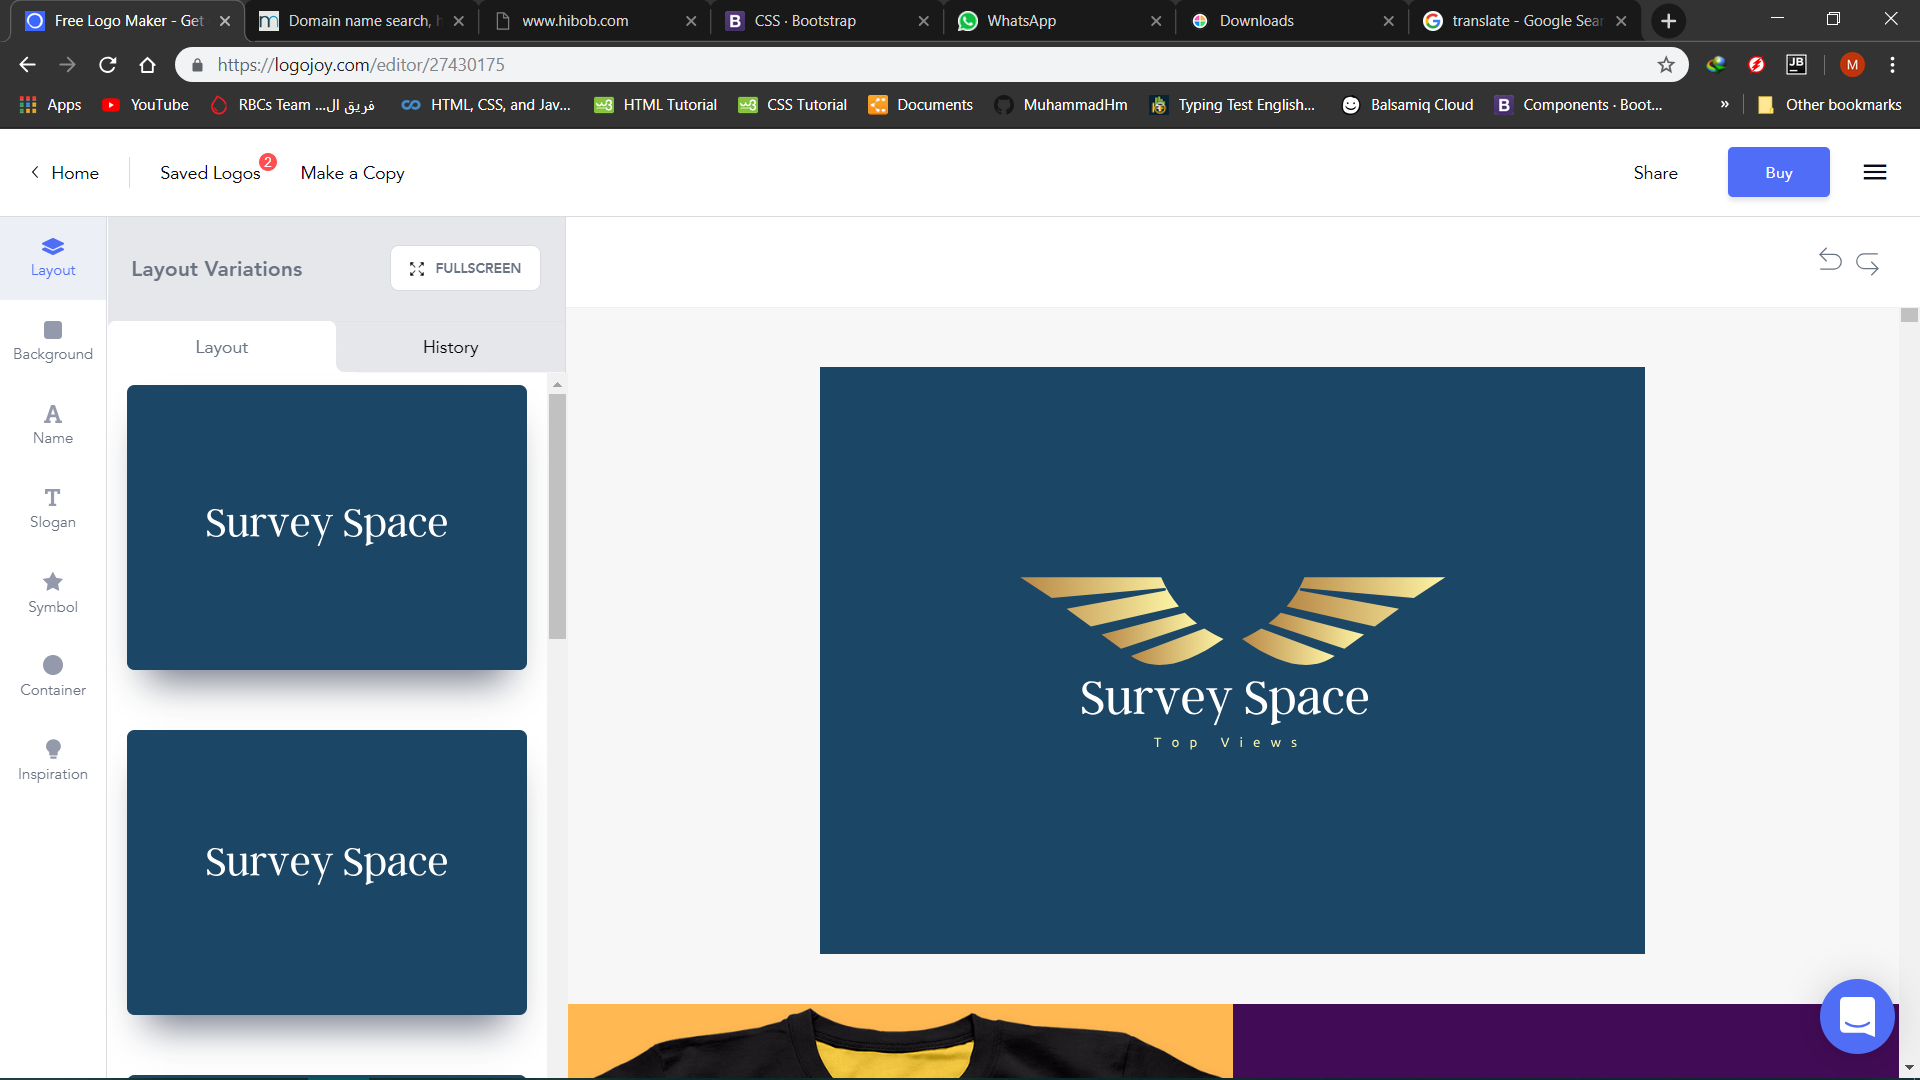 Free Logo Maker - Get
Domain name search, h
www.hibob.com
CSS · Bootstrap
WhatsApp
Downloads
translate - Google Sear
https://logojoy.com/editor/27430175
JB
M
Apps
YouTube
RBCs Team ...فريق ال
HTML, CSS, and Jav...
HTML Tutorial
CSS Tutorial
Documents
MuhammadHm
Typing Test English...
Balsamiq Cloud
Components · Boot...
»
Other bookmarks
Home
Saved Logos
2
Make a Copy
Share
Buy
Layout
Background
Name
Slogan
Symbol
Container
Inspiration
Layout Variations
FULLSCREEN
Layout
History
Survey Space
Survey Space
Survey Space
Top Views